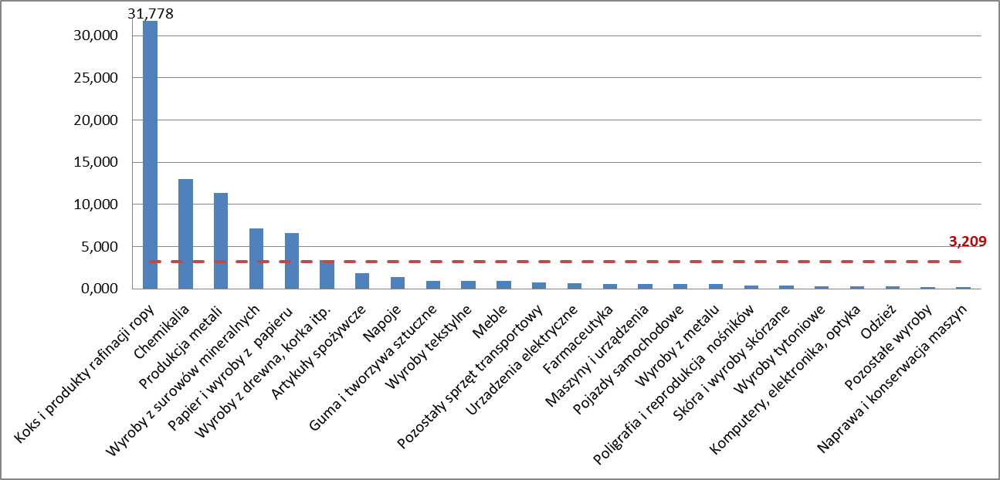 31,778
30,000
25,000
20,000
15,000
10,000
5,000
0,000
3,209
Koks i produkty rafinacji ropy
Chemikalia
Produkcja metali
Wyroby z surowów mineralnych
Papier i wyroby z papieru
Wyroby z drewna, korka itp.
Artykuły spożywcze
Napoje
Guma i tworzywa sztuczne
Wyroby tekstylne
Meble
Pozostały sprzęt transportowy
Urzadzenia elektryczne
Farmaceutyka
Maszyny i urządzenia
Pojazdy samochodowe
Wyroby z metalu
Poligrafia i reprodukcja nośników
Skóra i wyroby skórzane
Wyroby tytoniowe
Komputery, elektronika, optyka
Odzież
Pozostałe wyroby
Naprawa i konserwacja maszyn